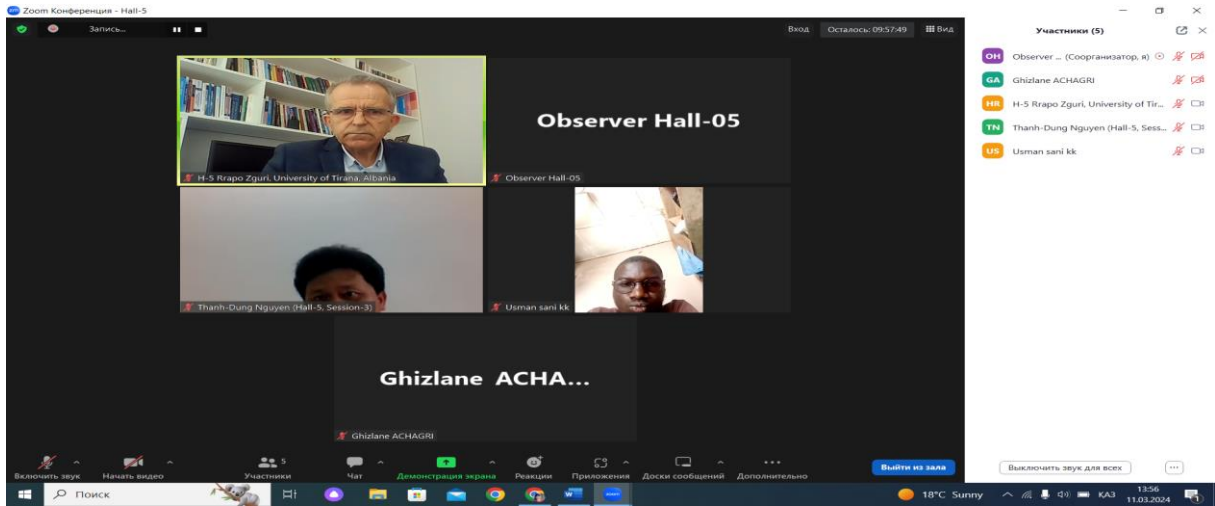 Zoom Конференция - Hall-5
Запись...
Вход
Осталось: 09:57:49
Вид
Участники (5)
OH Observer ... (Соорганизатор, я)
GA Ghizlane ACHAGRI
HR H-5 Rrapo Zguri, University of Tir...
TN Thanh-Dung Nguyen (Hall-5, Sess...
US Usman sani kk
H-5 Rrapo Zguri, University of Tirana, Albania
Observer Hall-05
Observer Hall-05
Thanh-Dung Nguyen (Hall-5, Session-3)
Usman sani kk
Ghizlane ACHA...
Ghizlane ACHAGRI
Включить звук
Начать видео
Участники
5
Чат
Демонстрация экрана
Реакции
Приложения
Доски сообщений
Дополнительно
Выйти из зала
Выключить звук для всех
Поиск
18°C Sunny
ҚАЗ
13:56
11.03.2024